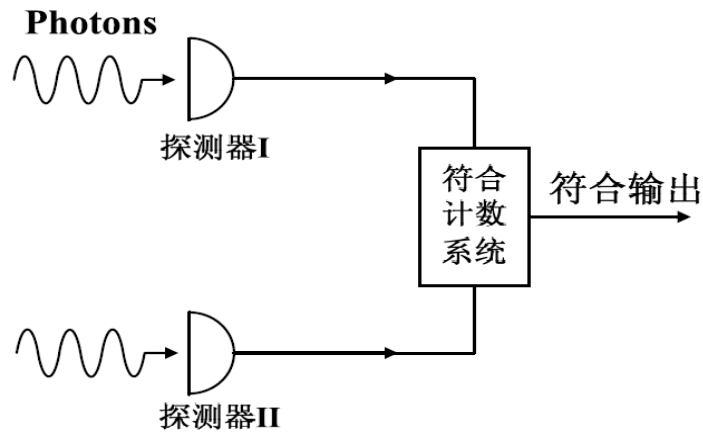 Photons
探测器I
符合
计数
系统
符合输出
探测器II